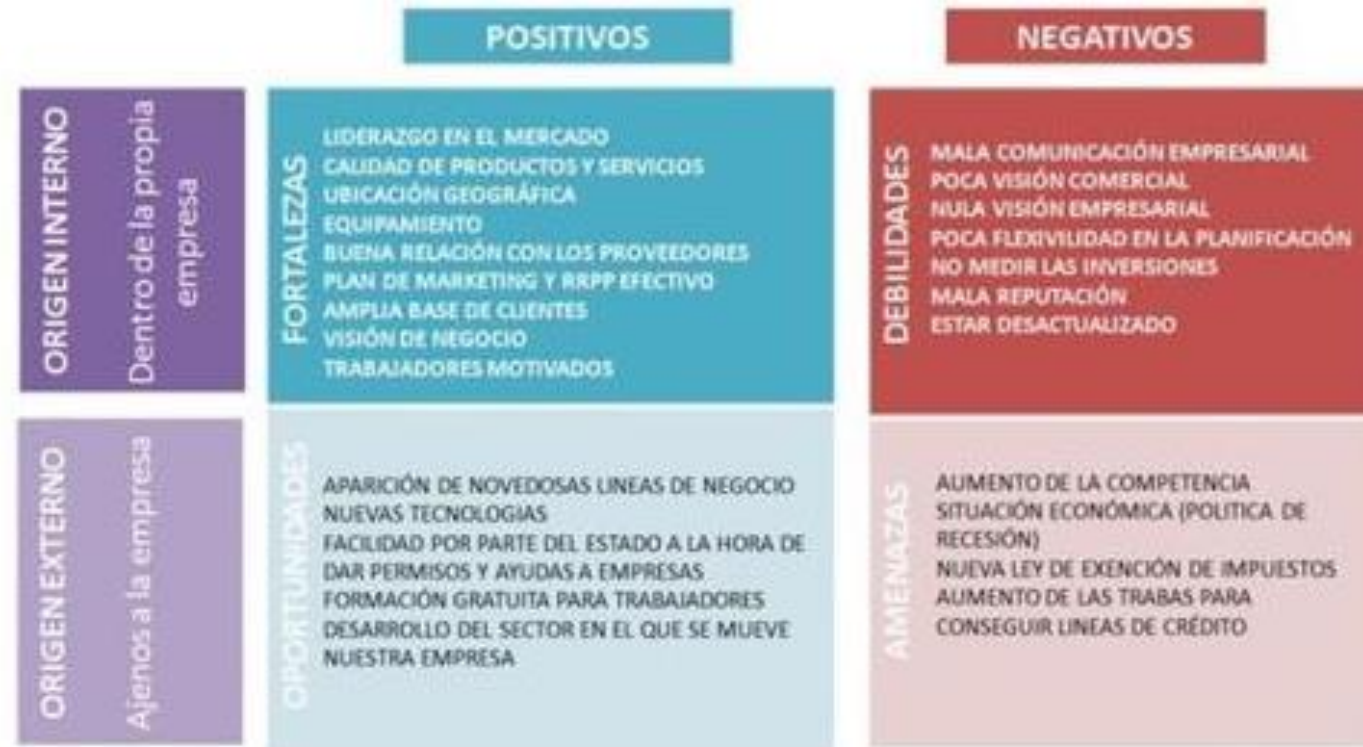 POSITIVOS
NEGATIVOS
ORIGEN INTERNO
Dentro de la propia
empresa
FORTALEZAS
LIDERAZGO EN EL MERCADO
CALIDAD DE PRODUCTOS Y SERVICIOS
UBICACIÓN GEOGRÁFICA
EQUIPAMIENTO
BUENA RELACIÓN CON LOS PROVEEDORES
PLAN DE MARKETING Y RRPP EFECTIVO
AMPLIA BASE DE CLIENTES
VISIÓN DE NEGOCIO
TRABAJADORES MOTIVADOS
DEBILIDADES
MALA COMUNICACIÓN EMPRESARIAL
POCA VISIÓN COMERCIAL
NULA VISIÓN EMPRESARIAL
POCA FLEXIVILIDAD EN LA PLANIFICACIÓN
NO MEDIR LAS INVERSIONES
MALA REPUTACIÓN
ESTAR DESACTUALIZADO
ORIGEN EXTERNO
Ajenos a la empresa
OPORTUNIDADES
APARICIÓN DE NOVEDOSAS LINEAS DE NEGOCIO
NUEVAS TECNOLOGIAS
FACILIDAD POR PARTE DEL ESTADO A LA HORA DE
DAR PERMISOS Y AYUDAS A EMPRESAS
FORMACIÓN GRATUITA PARA TRABAJADORES
DESARROLLO DEL SECTOR EN EL QUE SE MUEVE
NUESTRA EMPRESA
AMENAZAS
AUMENTO DE LA COMPETENCIA
SITUACIÓN ECONÓMICA (POLITICA DE
RECESIÓN)
NUEVA LEY DE EXENCIÓN DE IMPUESTOS
AUMENTO DE LAS TRABAS PARA
CONSEGUIR LINEAS DE CRÉDITO